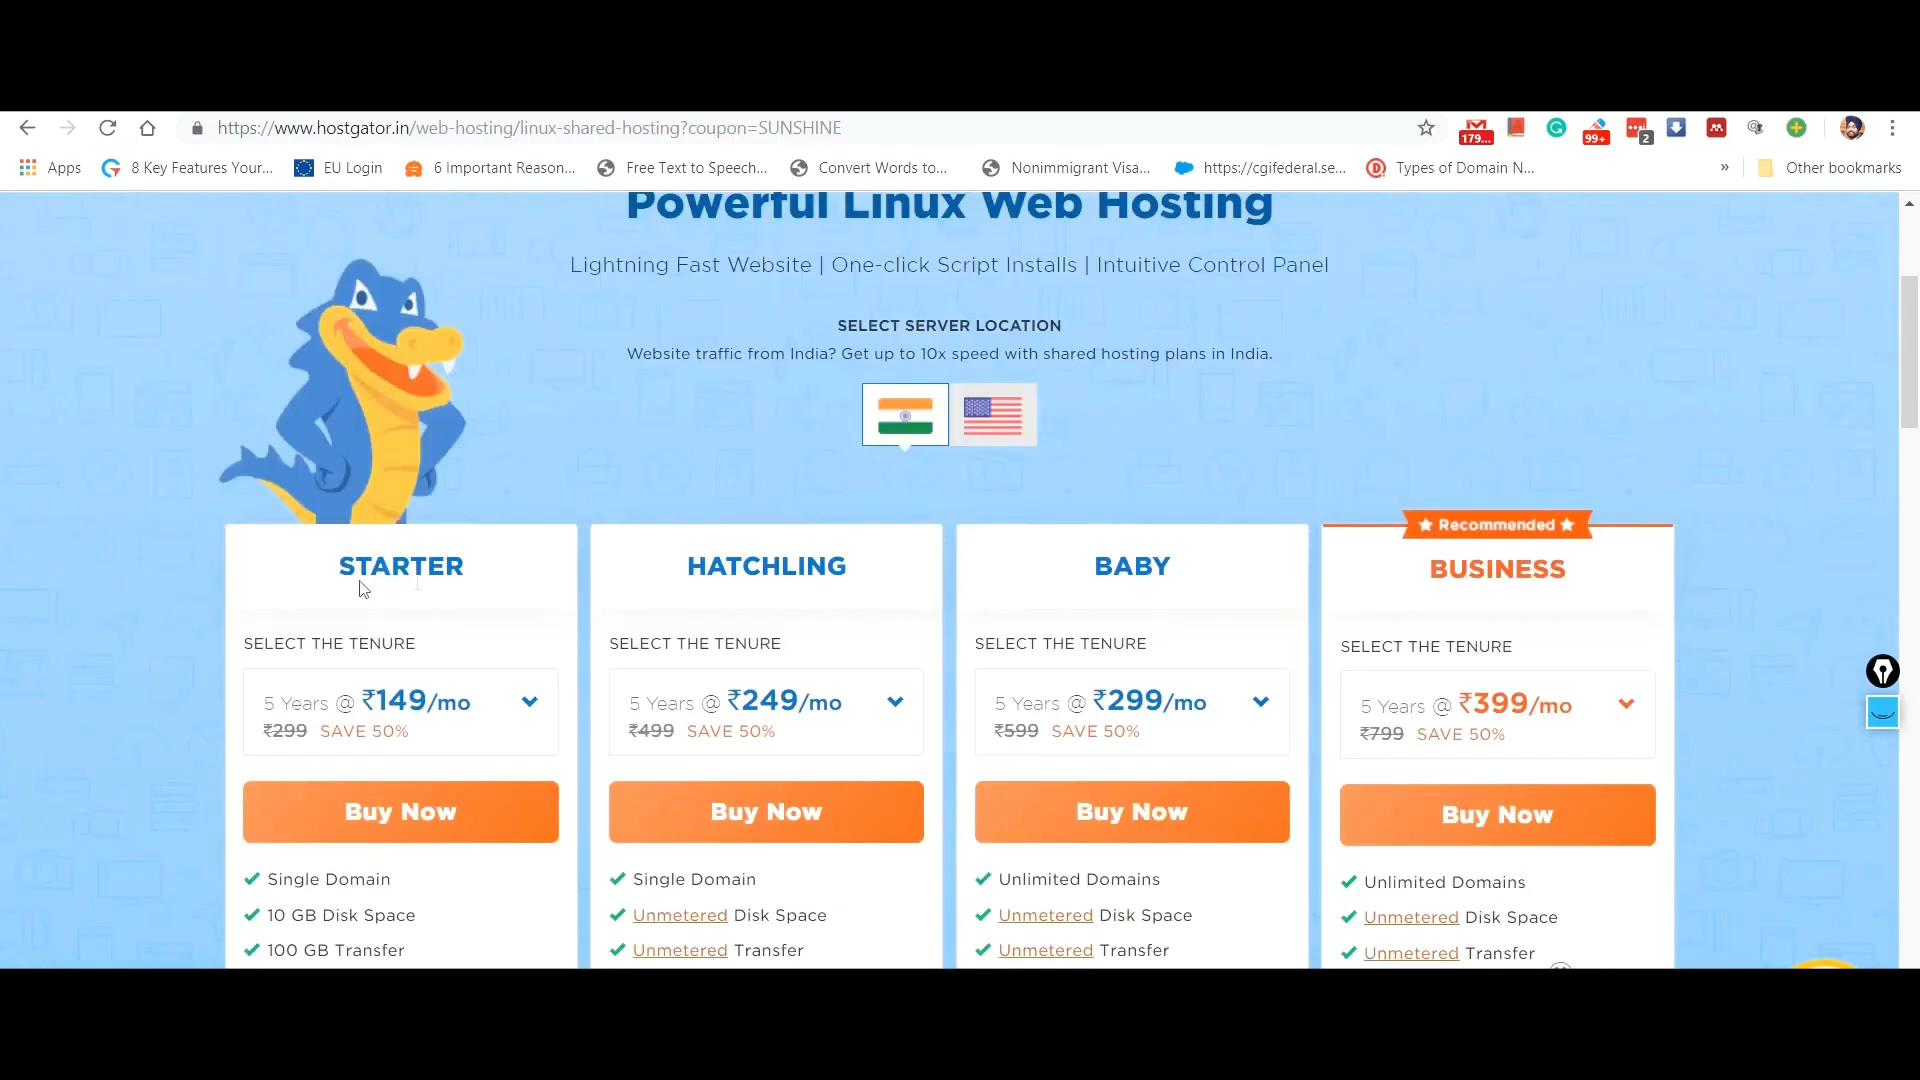 https://www.hostgator.in/web-hosting/linux-shared-hosting?coupon=SUNSHINE
179...
99+
2
Apps 8 Key Features Your... EU Login 6 Important Reason... Free Text to Speech... Convert Words to... Nonimmigrant Visa... https://cgifederal.se... Types of Domain N... » Other bookmarks
Powerful Linux Web Hosting
Lightning Fast Website | One-click Script Installs | Intuitive Control Panel
SELECT SERVER LOCATION
Website traffic from India? Get up to 10x speed with shared hosting plans in India.
STARTER
SELECT THE TENURE
5 Years @ ₹149/mo
₹299 SAVE 50%
Buy Now
Single Domain
10 GB Disk Space
100 GB Transfer
HATCHLING
SELECT THE TENURE
5 Years @ ₹249/mo
₹499 SAVE 50%
Buy Now
Single Domain
Unmetered Disk Space
Unmetered Transfer
BABY
SELECT THE TENURE
5 Years @ ₹299/mo
₹599 SAVE 50%
Buy Now
Unlimited Domains
Unmetered Disk Space
Unmetered Transfer
Recommended
BUSINESS
SELECT THE TENURE
5 Years @ ₹399/mo
₹799 SAVE 50%
Buy Now
Unlimited Domains
Unmetered Disk Space
Unmetered Transfer